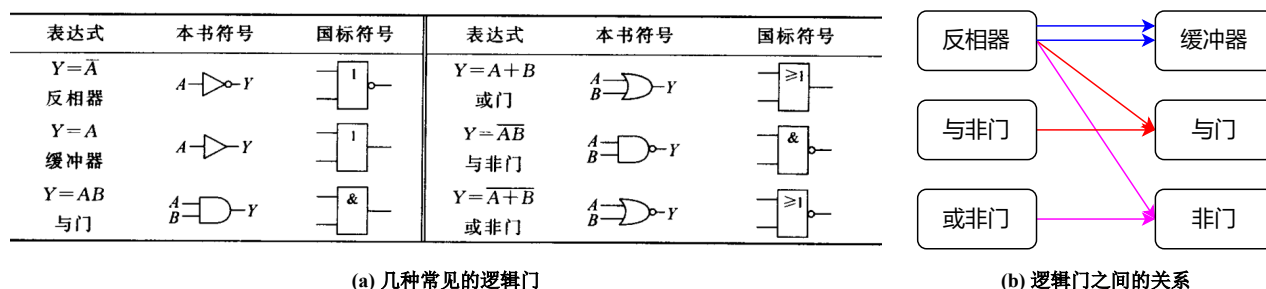 表达式 本书符号 国标符号 表达式 本书符号 国标符号
Y=A̅ A Y 1 Y=A+B A B Y ≥1
反相器 或门
Y=A A Y 1 Y=A̅B̅ A B Y &
缓冲器 与非门
Y=AB A B Y & Y=A̅+̅B̅ A B Y ≥1
与门 或非门
(a) 几种常见的逻辑门
反相器 缓冲器
与非门 与门
或非门 非门
(b) 逻辑门之间的关系